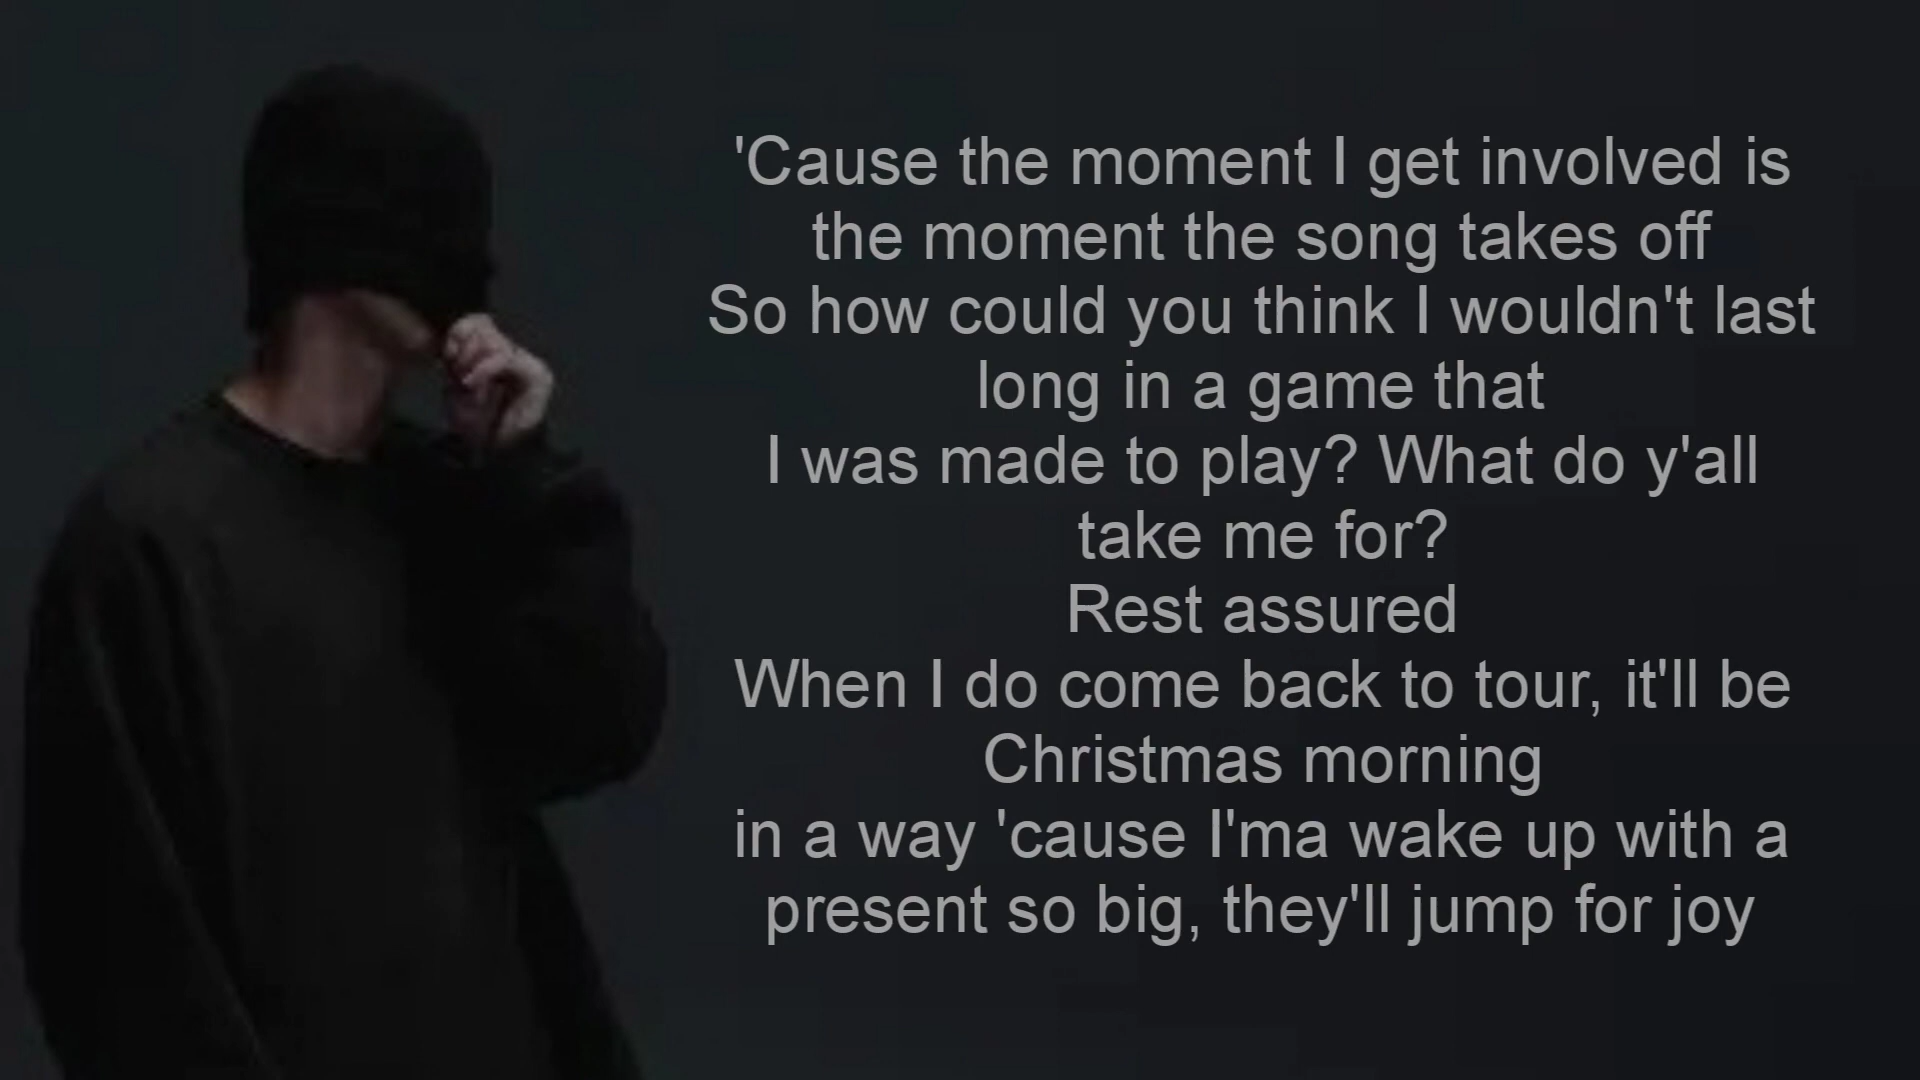 'Cause the moment I get involved is
the moment the song takes off
So how could you think I wouldn't last
long in a game that
I was made to play? What do y'all
take me for?
Rest assured
When I do come back to tour, it'll be
Christmas morning
in a way 'cause I'ma wake up with a
present so big, they'll jump for joy